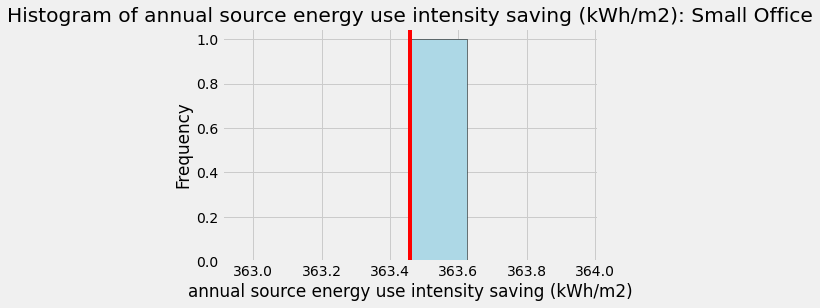 Histogram of annual source energy use intensity saving (kWh/m2): Small Office
1.0
0.8
0.6
0.4
0.2
0.0
Frequency
363.0 363.2 363.4 363.6 363.8 364.0
annual source energy use intensity saving (kWh/m2)